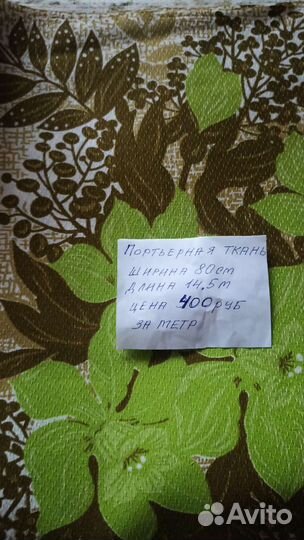 Портьерная ткань
ширина 80см
длина 14,5м
цена 400руб
за метр
Avito